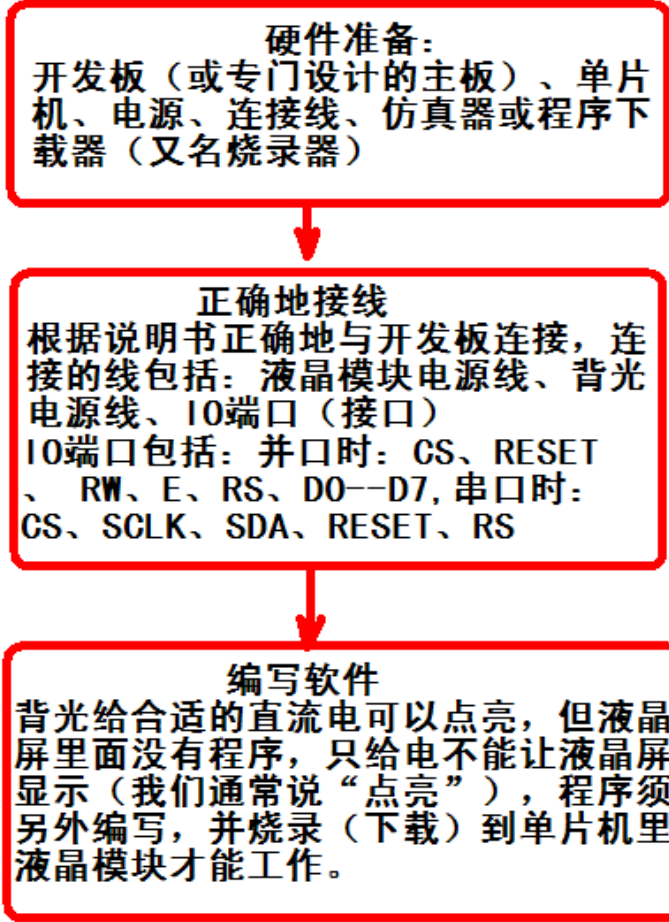 硬件准备：
开发板（或专门设计的主板）、单片
机、电源、连接线、仿真器或程序下
载器（又名烧录器）
正确地接线
根据说明书正确地与开发板连接，连
接的线包括：液晶模块电源线、背光
电源线、IO端口（接口）
IO端口包括：并口时：CS、RESET
、 RW、E、RS、D0--D7,串口时：
CS、SCLK、SDA、RESET、RS
编写软件
背光给合适的直流电可以点亮，但液晶
屏里面没有程序，只给电不能让液晶屏
显示（我们通常说“点亮”），程序须
另外编写，并烧录（下载）到单片机里
液晶模块才能工作。